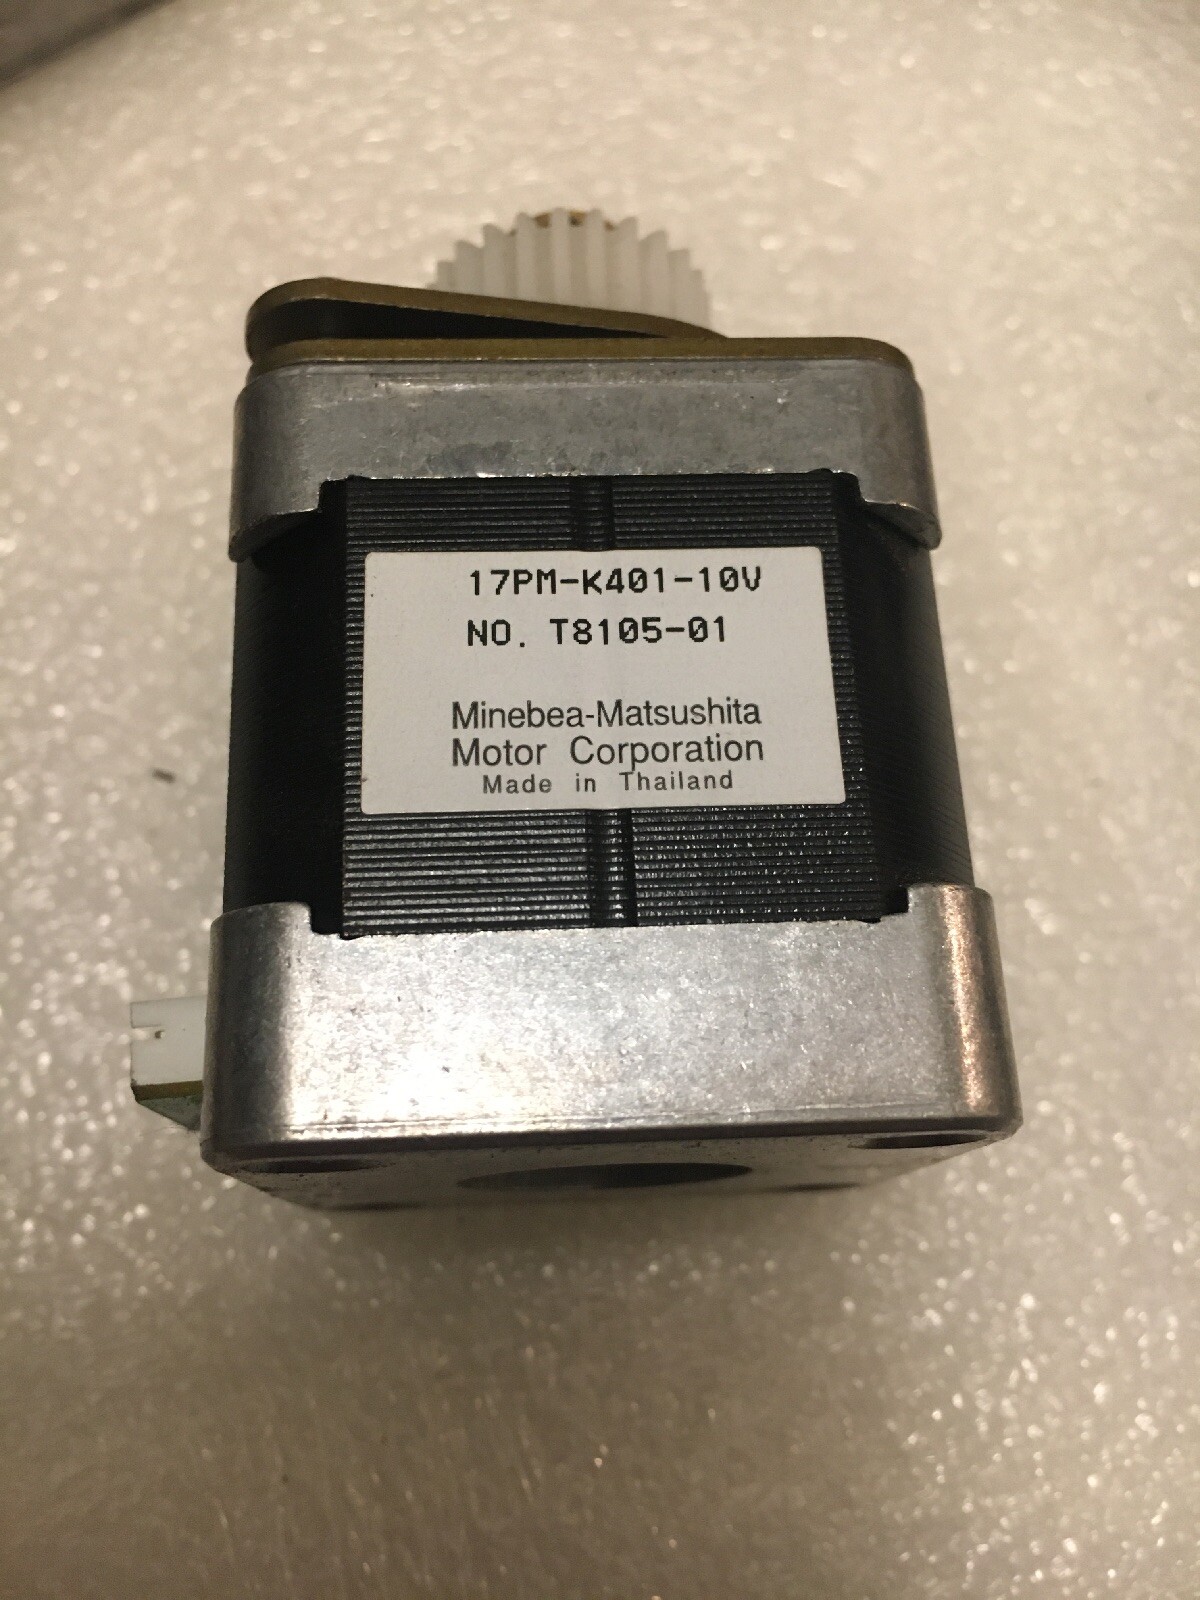 17PM-K401-10V
NO. T8105-01
Minebea-Matsushita
Motor Corporation
Made in Thailand